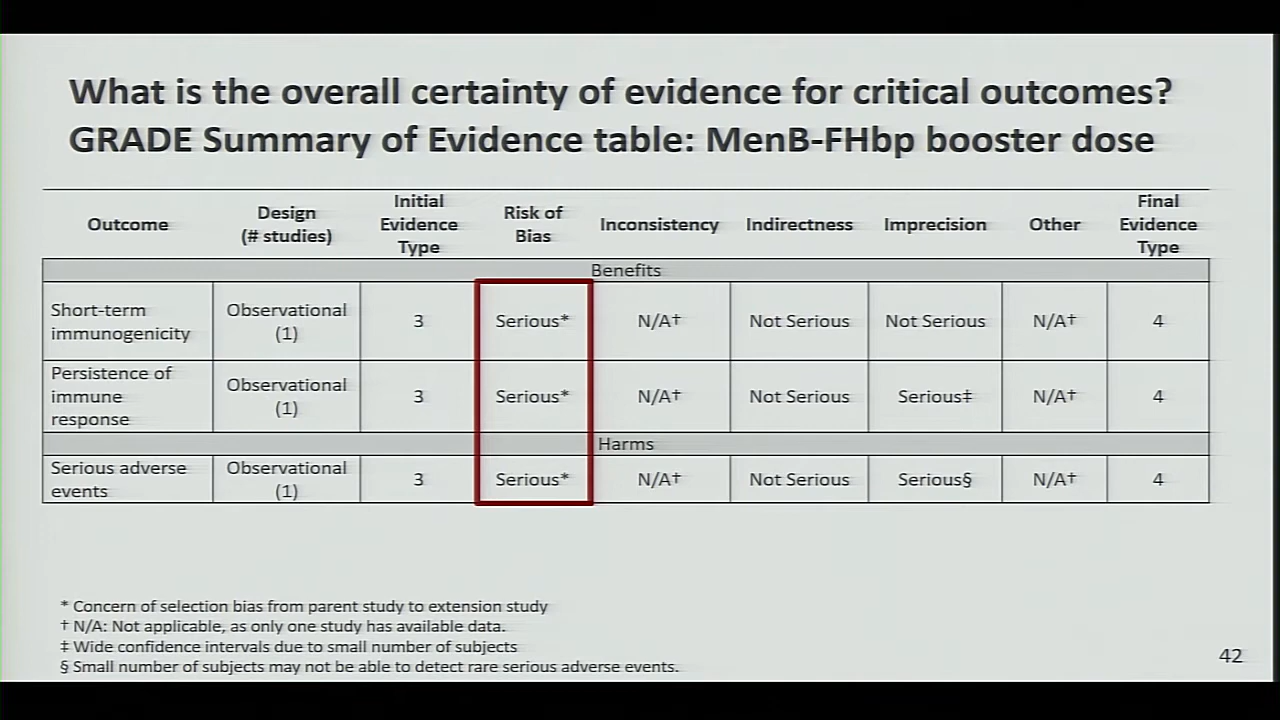 What is the overall certainty of evidence for critical outcomes?
GRADE Summary of Evidence table: MenB-FHbp booster dose
Outcome Design (# studies) Initial Evidence Type Risk of Bias Inconsistency Indirectness Imprecision Other Final Evidence Type
Benefits
Short-term immunogenicity Observational (1) 3 Serious* N/A† Not Serious Not Serious N/A† 4
Persistence of immune response Observational (1) 3 Serious* N/A† Not Serious Serious‡ N/A† 4
Harms
Serious adverse events Observational (1) 3 Serious* N/A† Not Serious Serious§ N/A† 4
* Concern of selection bias from parent study to extension study
† N/A: Not applicable, as only one study has available data.
‡ Wide confidence intervals due to small number of subjects
§ Small number of subjects may not be able to detect rare serious adverse events.
42